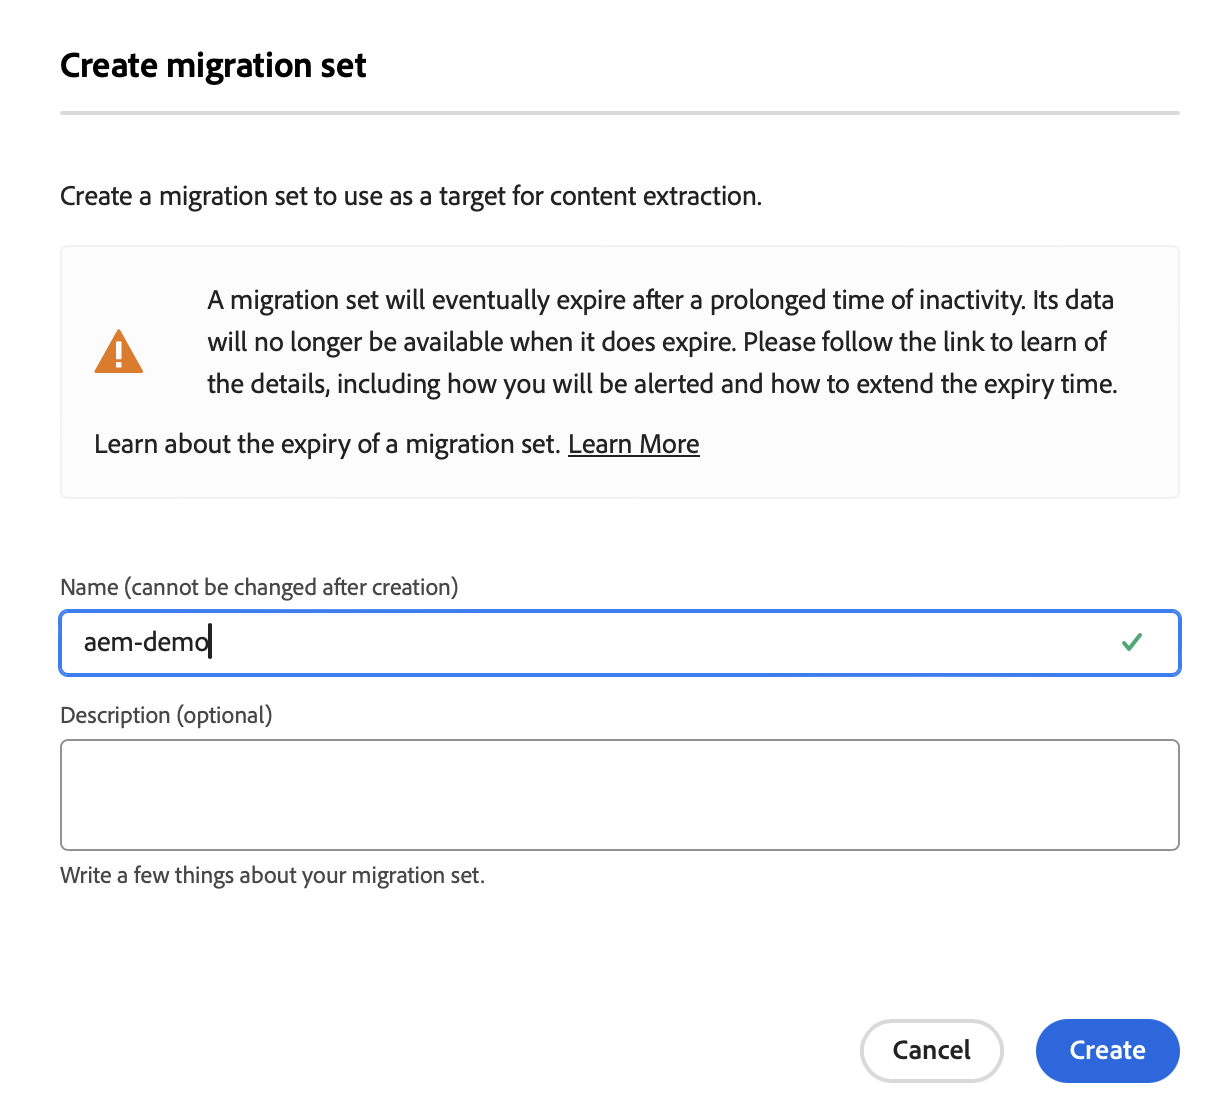 Create migration set
Create a migration set to use as a target for content extraction.
A migration set will eventually expire after a prolonged time of inactivity. Its data
will no longer be available when it does expire. Please follow the link to learn of
the details, including how you will be alerted and how to extend the expiry time.
Learn about the expiry of a migration set. Learn More
Name (cannot be changed after creation)
aem-demo
Description (optional)
Write a few things about your migration set.
Cancel Create